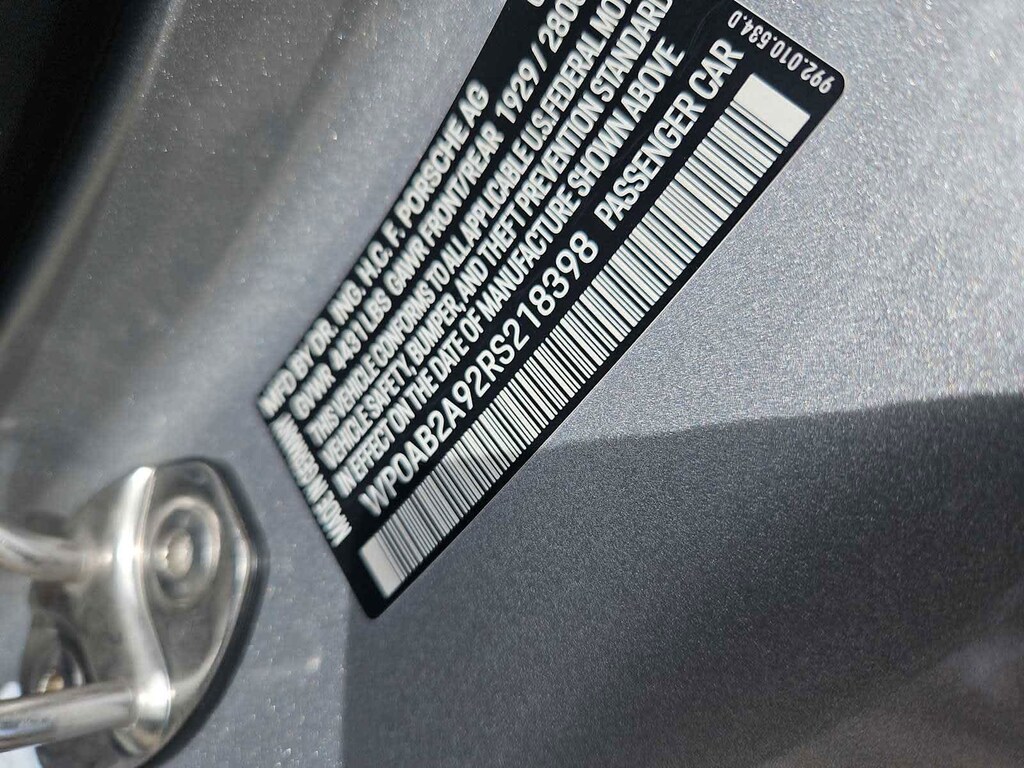 MFD BY DR. ING. H.C. F. PORSCHE AG
GVWR 4431 LBS GAWR FRONT/REAR 1929 / 280
THIS VEHICLE CONFORMS TO ALL APPLICABLE U.S. FEDERAL MO
VEHICLE SAFETY, BUMPER, AND THEFT PREVENTION STANDARD
IN EFFECT ON THE DATE OF MANUFACTURE SHOWN ABOVE
WP0AB2A92RS218398 PASSENGER CAR
MADE IN GERMANY
992.010.534.0